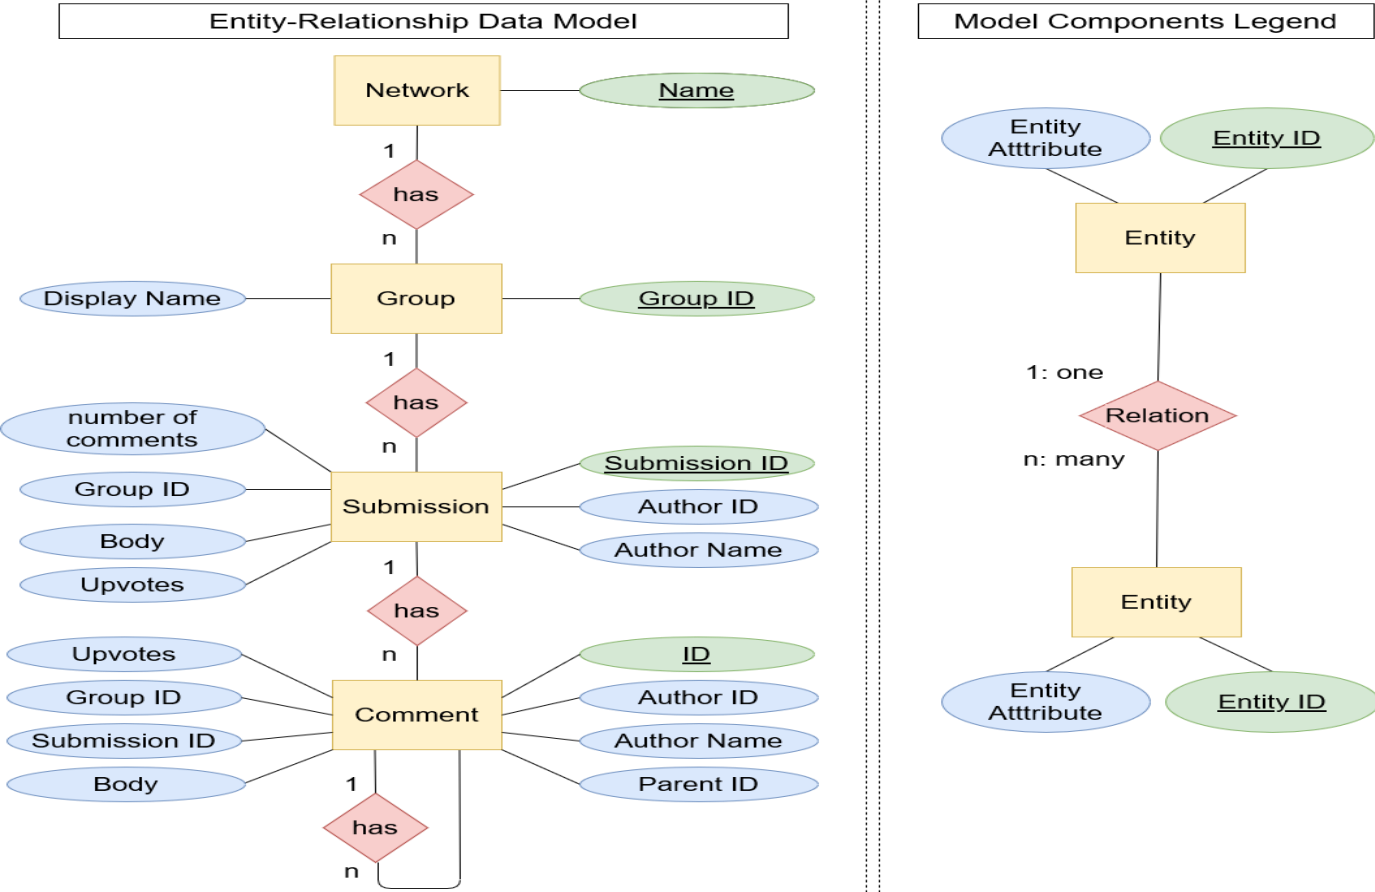 Entity-Relationship Data Model
Network
Name
1
has
n
Display Name
Group
Group ID
1
has
n
number of
comments
Group ID
Body
Upvotes
Submission
Submission ID
Author ID
Author Name
1
has
n
Upvotes
Group ID
Submission ID
Body
Comment
ID
Author ID
Author Name
Parent ID
1
has
n
Model Components Legend
Entity
Atttribute
Entity ID
Entity
1: one
Relation
n: many
Entity
Entity
Atttribute
Entity ID